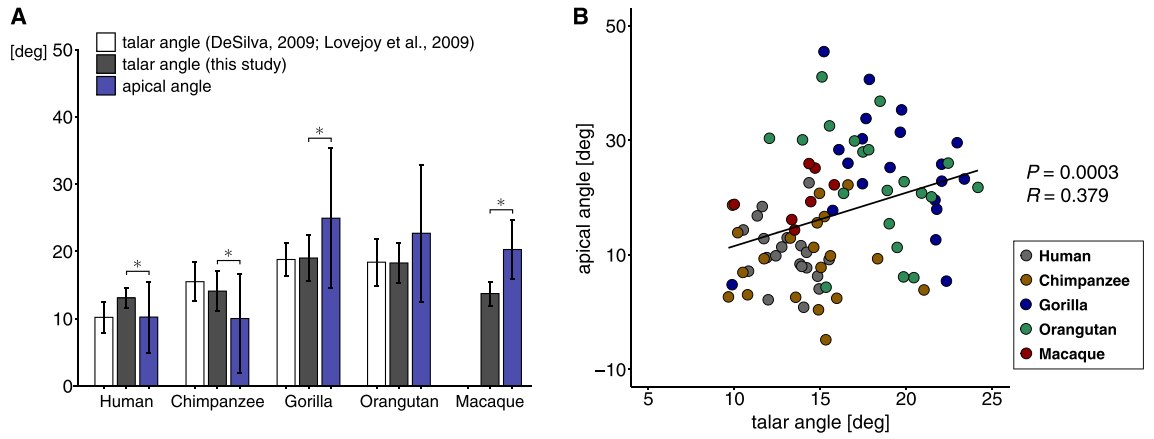 A
[deg]
50
40
30
20
10
0
talar angle (DeSilva, 2009; Lovejoy et al., 2009)
talar angle (this study)
apical angle
*
*
*
*
Human Chimpanzee Gorilla Orangutan Macaque
B
apical angle [deg]
50
30
10
−10
5 10 15 20 25
talar angle [deg]
P = 0.0003
R = 0.379
Human
Chimpanzee
Gorilla
Orangutan
Macaque